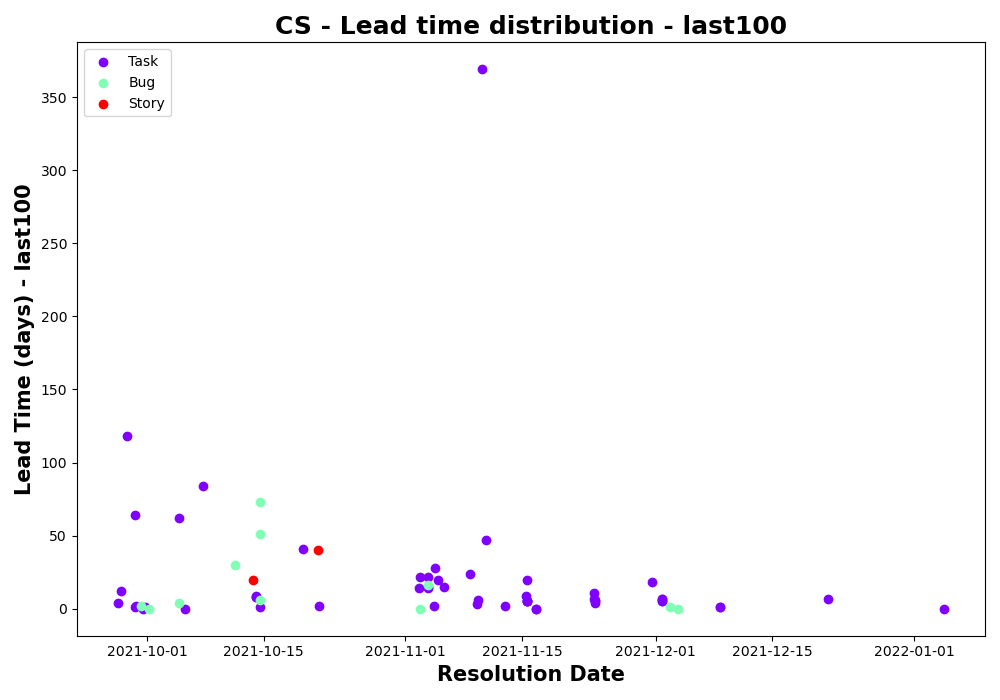 CS - Lead time distribution - last100
Task
Bug
Story
Lead Time (days) - last100
350
300
250
200
150
100
50
0
2021-10-01 2021-10-15 2021-11-01 2021-11-15 2021-12-01 2021-12-15 2022-01-01
Resolution Date